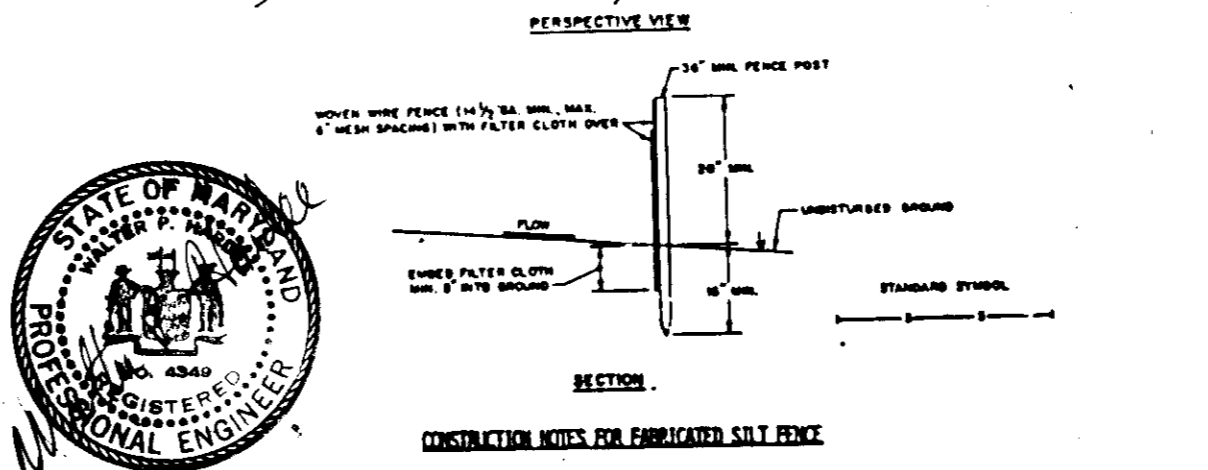 PERSPECTIVE VIEW
36" MIN. FENCE POST
WOVEN WIRE FENCE (14 1/2 GA. MIN., MAX.
6" MESH SPACING) WITH FILTER CLOTH OVER
20" MIN.
UNDISTURBED GROUND
FLOW
EMBED FILTER CLOTH
MIN. 8" INTO GROUND
16" MIN.
STANDARD SYMBOL
SECTION
CONSTRUCTION NOTES FOR FABRICATED SILT FENCE
STATE OF MARYLAND
WALTER P.
NO. 4349
REGISTERED
PROFESSIONAL ENGINEER